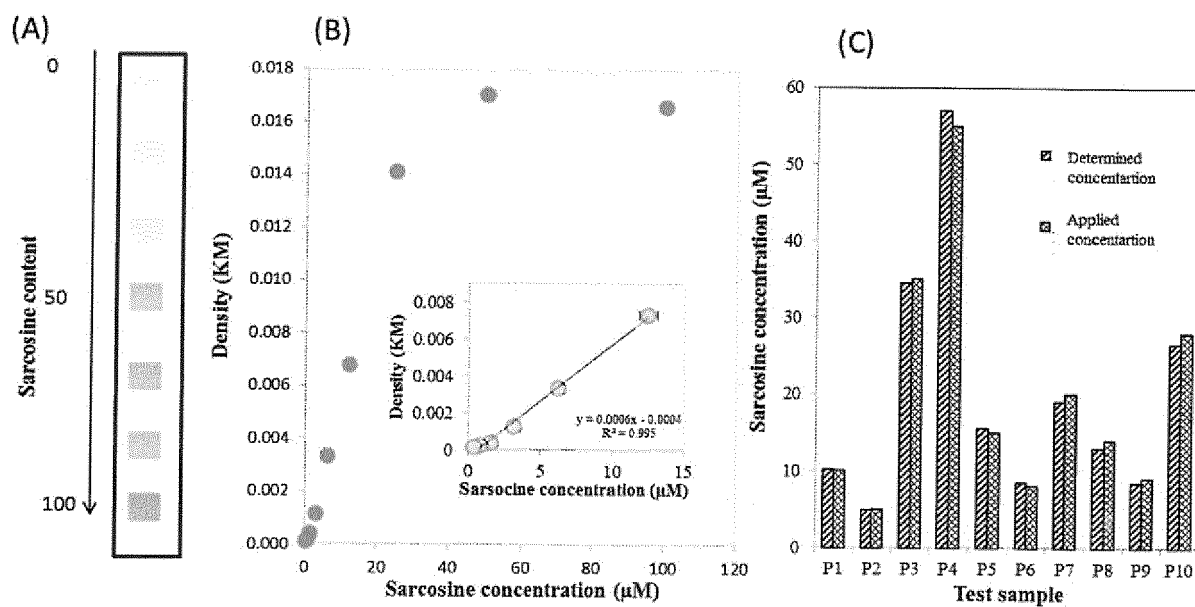 (A)
0
50
100
Sarcosine content
(B)
0.018
0.016
0.014
0.012
0.010
0.008
0.006
0.004
0.002
0.000
Density (KM)
0 20 40 60 80 100 120
Sarcosine concentration (µM)
0.008
0.006
0.004
0.002
0
Density (KM)
y = 0.0006x - 0.0004
R² = 0.995
0 5 10 15
Sarsocine concentration (µM)
(C)
60
50
40
30
20
10
0
Sarcosine concentration (µM)
Determined
concentartion
Applied
concentartion
P1 P2 P3 P4 P5 P6 P7 P8 P9 P10
Test sample